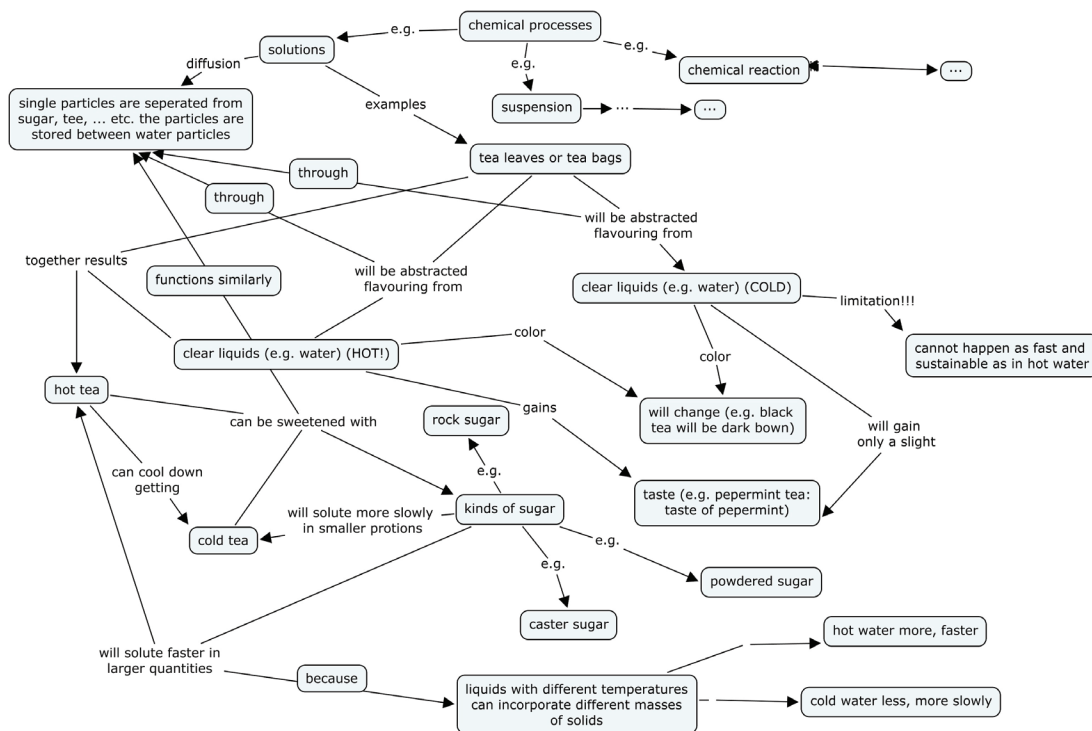 chemical processes
e.g.
solutions
e.g.
e.g.
chemical reaction
...
diffusion
single particles are seperated from
sugar, tee, ... etc. the particles are
stored between water particles
examples
suspension
...
...
tea leaves or tea bags
through
through
will be abstracted
flavouring from
together results
functions similarly
will be abstracted
flavouring from
clear liquids (e.g. water) (COLD)
limitation!!!
color
clear liquids (e.g. water) (HOT!)
color
cannot happen as fast and
sustainable as in hot water
hot tea
gains
will change (e.g. black
tea will be dark bown)
rock sugar
can be sweetened with
will gain
only a slight
e.g.
can cool down
getting
taste (e.g. pepermint tea:
taste of pepermint)
will solute more slowly
in smaller protions
kinds of sugar
cold tea
e.g.
e.g.
powdered sugar
caster sugar
hot water more, faster
will solute faster in
larger quantities
because
liquids with different temperatures
can incorporate different masses
of solids
cold water less, more slowly